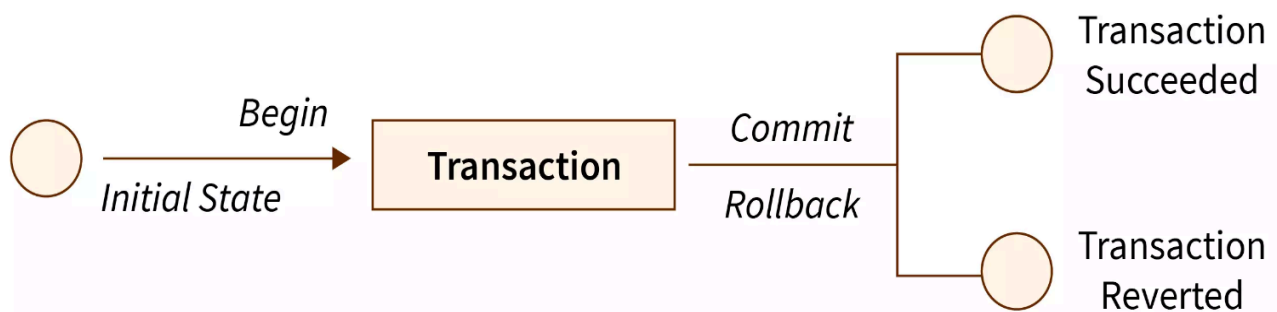 Begin
Initial State
Transaction
Commit
Rollback
Transaction
Succeeded
Transaction
Reverted